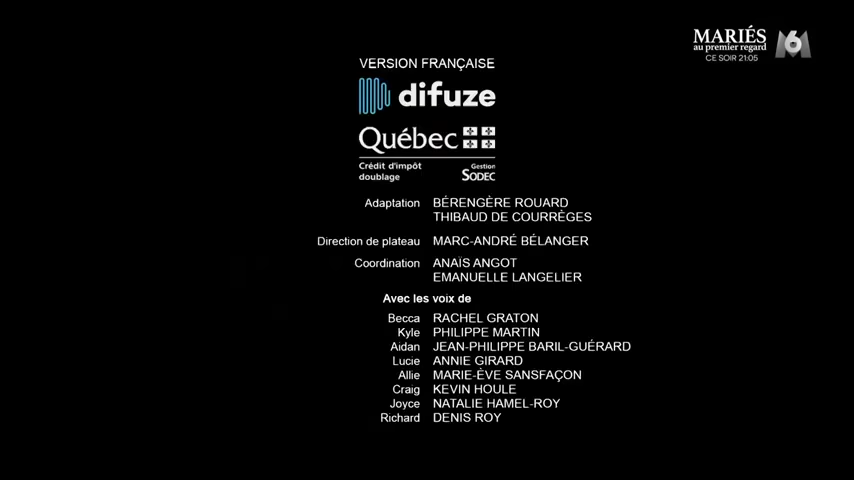 MARIÉS
au premier regard
CE SOIR 21:05
M6
VERSION FRANÇAISE
difuze
Québec
Crédit d'impôt doublage
Gestion SODEC
Adaptation BÉRENGÈRE ROUARD
THIBAUD DE COURRÈGES
Direction de plateau MARC-ANDRÉ BÉLANGER
Coordination ANAÏS ANGOT
EMANUELLE LANGELIER
Avec les voix de
Becca RACHEL GRATON
Kyle PHILIPPE MARTIN
Aidan JEAN-PHILIPPE BARIL-GUÉRARD
Lucie ANNIE GIRARD
Allie MARIE-ÈVE SANSFAÇON
Craig KEVIN HOULE
Joyce NATALIE HAMEL-ROY
Richard DENIS ROY